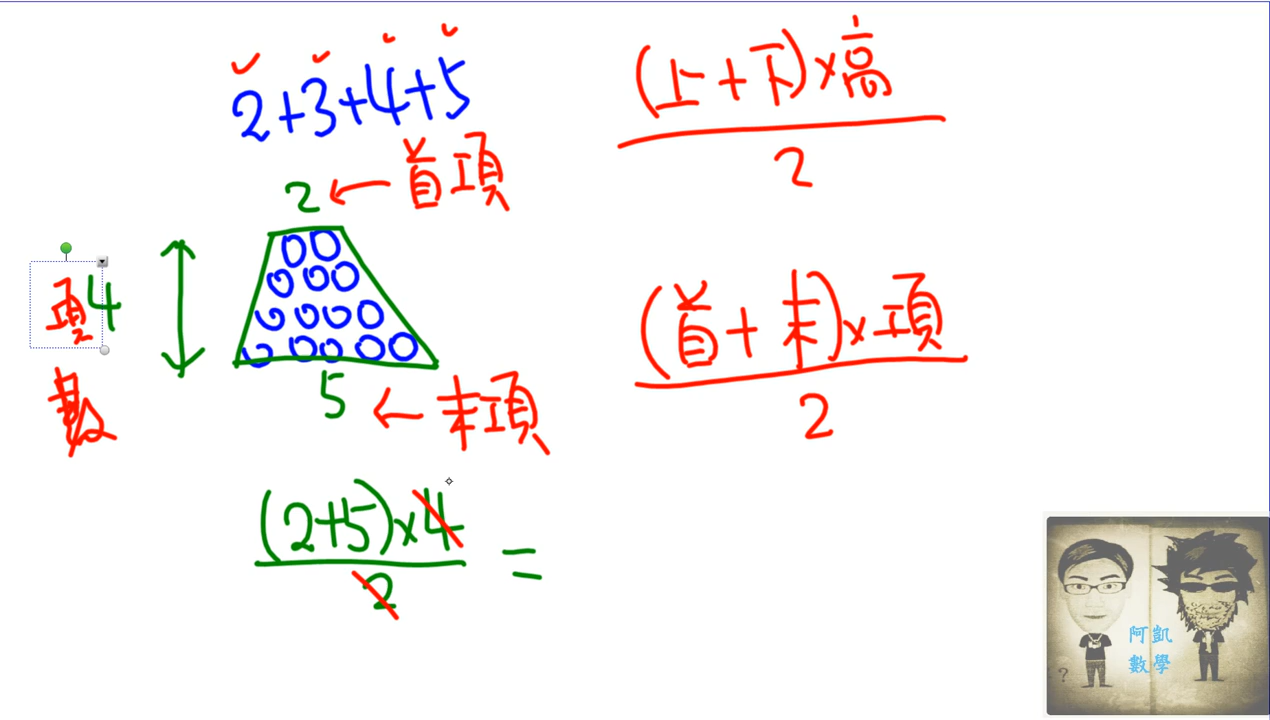 2+3+4+5
(上+下)×高
2
2 ← 首項
項 4
數
5 ← 末項
(首+末)×項
2
(2+5)×4
2
=
阿凱
數學
?